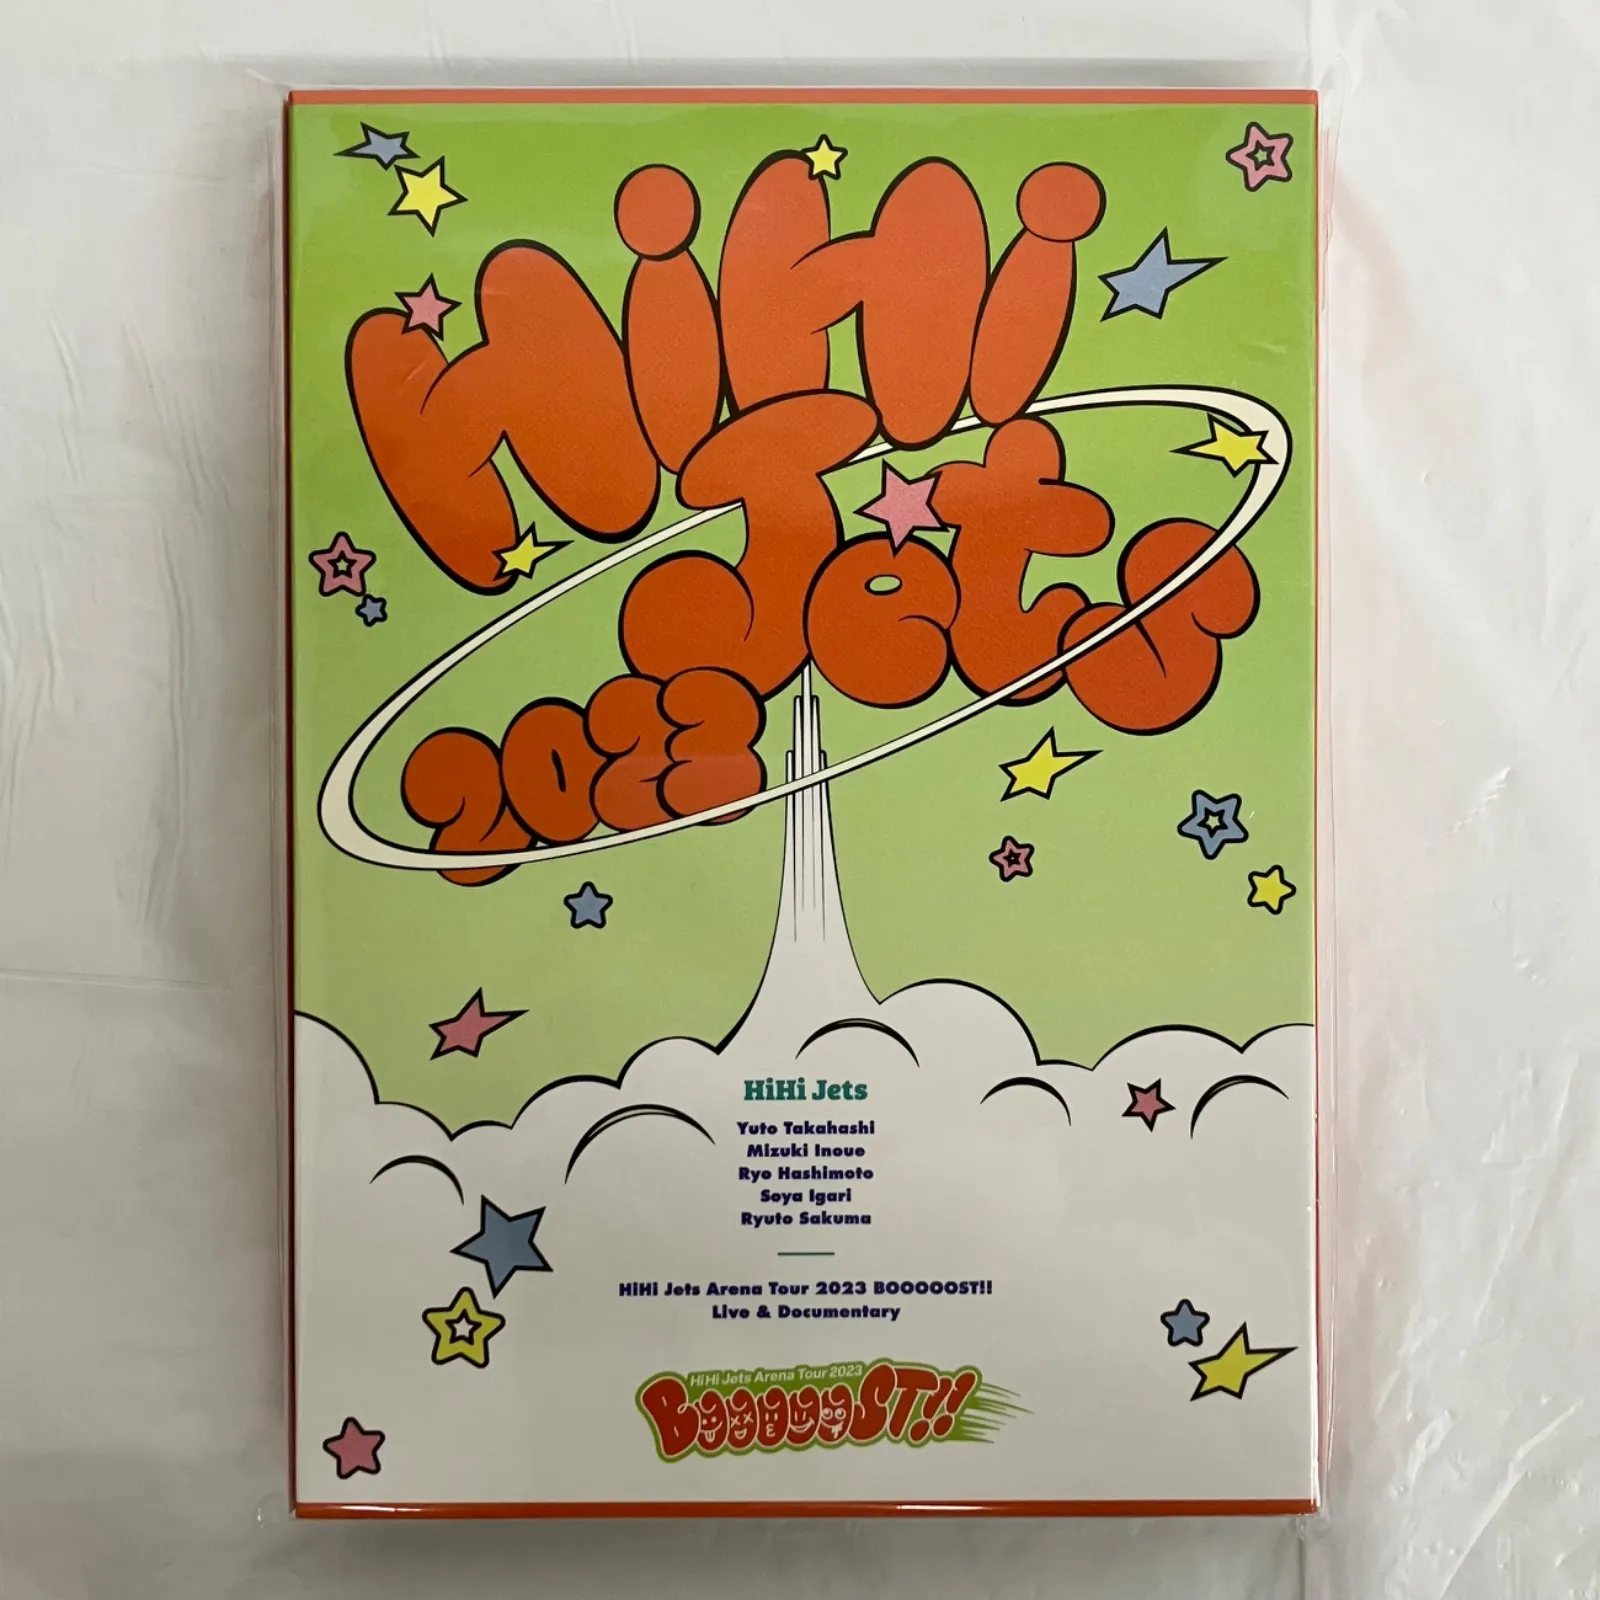 HiHi
Jets
2023
HiHi Jets
Yuto Takahashi
Mizuki Inoue
Ryo Hashimoto
Soya Igari
Ryuto Sakuma
HiHi Jets Arena Tour 2023 BOOOOOST!!
Live & Documentary
HiHi Jets Arena Tour 2023
BOOOOOST!!